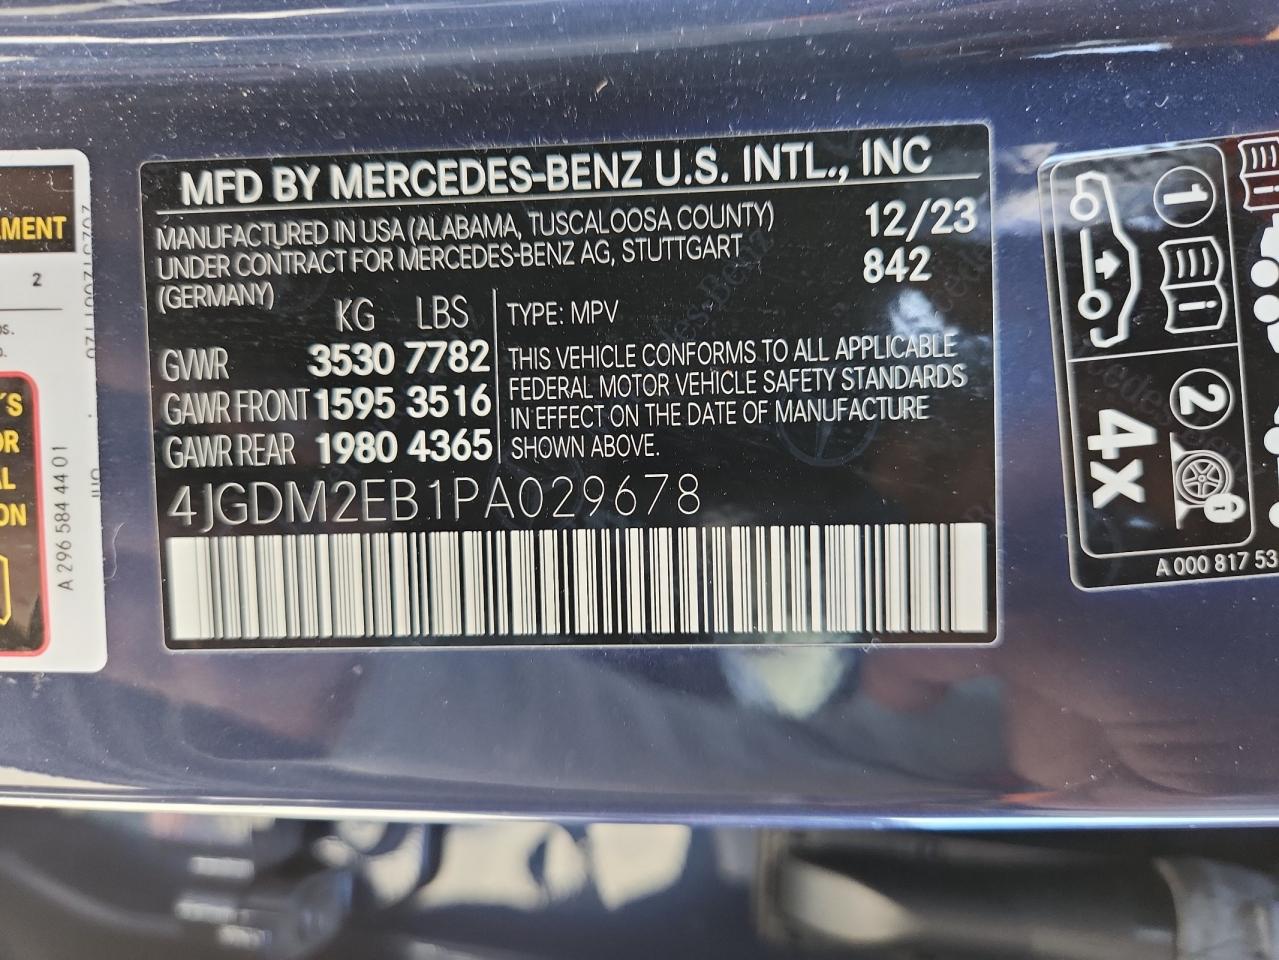 MFD BY MERCEDES-BENZ U.S. INTL., INC
MANUFACTURED IN USA (ALABAMA, TUSCALOOSA COUNTY)
UNDER CONTRACT FOR MERCEDES-BENZ AG, STUTTGART
(GERMANY)
12/23
842
KG LBS
GVWR 3530 7782
GAWR FRONT 1595 3516
GAWR REAR 1980 4365
TYPE: MPV
THIS VEHICLE CONFORMS TO ALL APPLICABLE
FEDERAL MOTOR VEHICLE SAFETY STANDARDS
IN EFFECT ON THE DATE OF MANUFACTURE
SHOWN ABOVE.
4JGDM2EB1PA029678
EMENT
2
'S
OR
AL
ON
A 296 584 44 01
1
2
4x
A 000 817 53